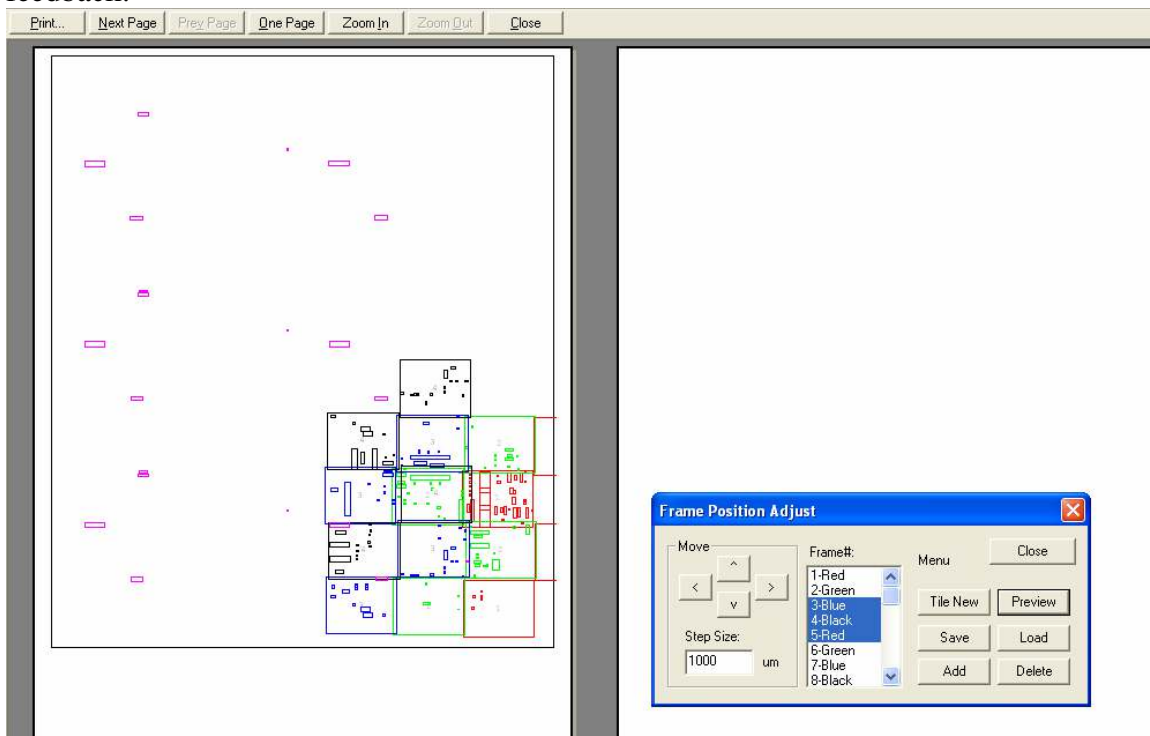 feedback.
Print... Next Page Prev Page One Page Zoom In Zoom Out Close
Frame Position Adjust
Move
^
< >
v
Step Size:
1000 um
Frame#:
1-Red
2-Green
3-Blue
4-Black
5-Red
6-Green
7-Blue
8-Black
Menu
Close
Tile New Preview
Save Load
Add Delete